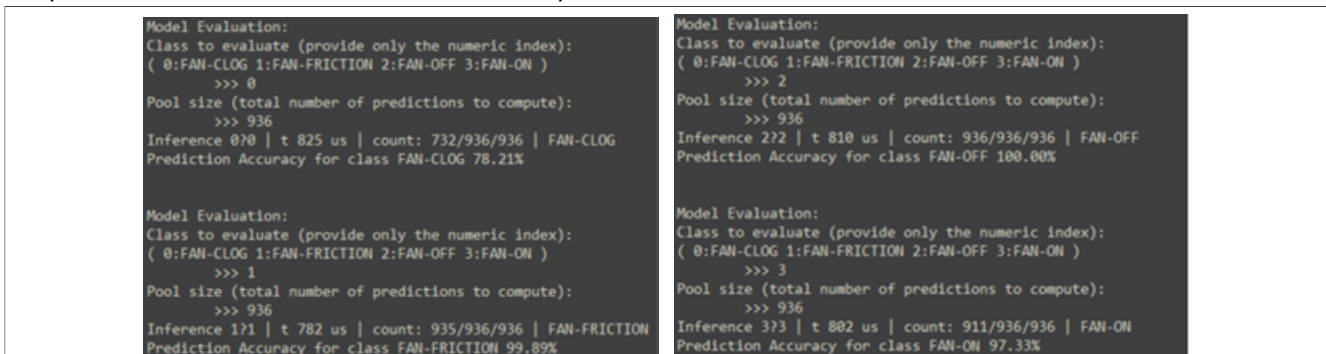 Model Evaluation:
Class to evaluate (provide only the numeric index):
( 0:FAN-CLOG 1:FAN-FRICTION 2:FAN-OFF 3:FAN-ON )
>>> 0
Pool size (total number of predictions to compute):
>>> 936
Inference 0?0 | t 825 us | count: 732/936/936 | FAN-CLOG
Prediction Accuracy for class FAN-CLOG 78.21%
Model Evaluation:
Class to evaluate (provide only the numeric index):
( 0:FAN-CLOG 1:FAN-FRICTION 2:FAN-OFF 3:FAN-ON )
>>> 1
Pool size (total number of predictions to compute):
>>> 936
Inference 1?1 | t 782 us | count: 935/936/936 | FAN-FRICTION
Prediction Accuracy for class FAN-FRICTION 99.89%
Model Evaluation:
Class to evaluate (provide only the numeric index):
( 0:FAN-CLOG 1:FAN-FRICTION 2:FAN-OFF 3:FAN-ON )
>>> 2
Pool size (total number of predictions to compute):
>>> 936
Inference 2?2 | t 810 us | count: 936/936/936 | FAN-OFF
Prediction Accuracy for class FAN-OFF 100.00%
Model Evaluation:
Class to evaluate (provide only the numeric index):
( 0:FAN-CLOG 1:FAN-FRICTION 2:FAN-OFF 3:FAN-ON )
>>> 3
Pool size (total number of predictions to compute):
>>> 936
Inference 3?3 | t 802 us | count: 911/936/936 | FAN-ON
Prediction Accuracy for class FAN-ON 97.33%